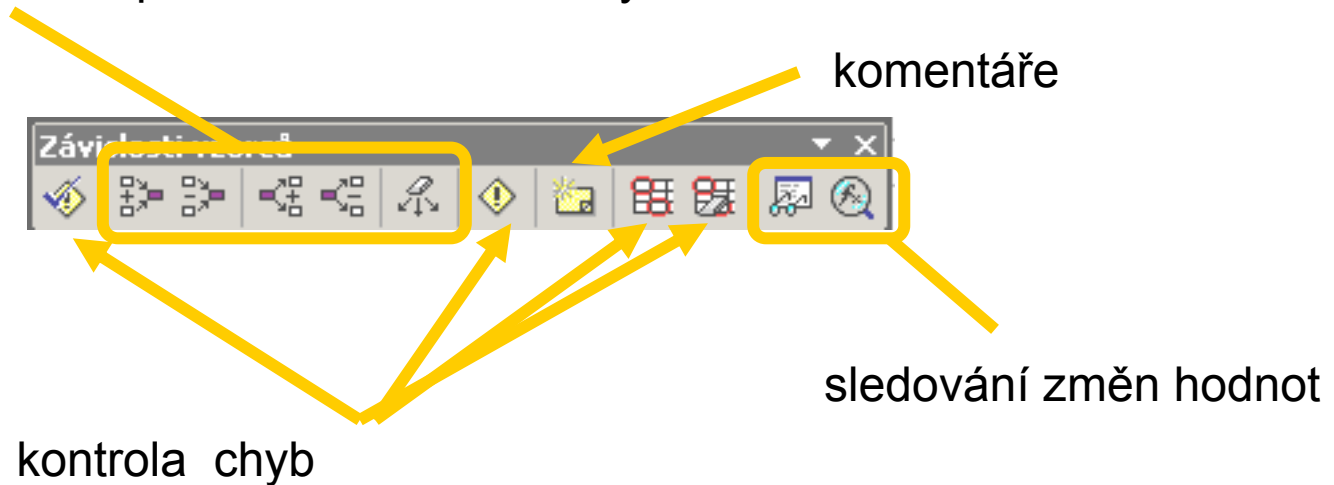 komentáře
Závislosti vzorců
sledování změn hodnot
kontrola chyb